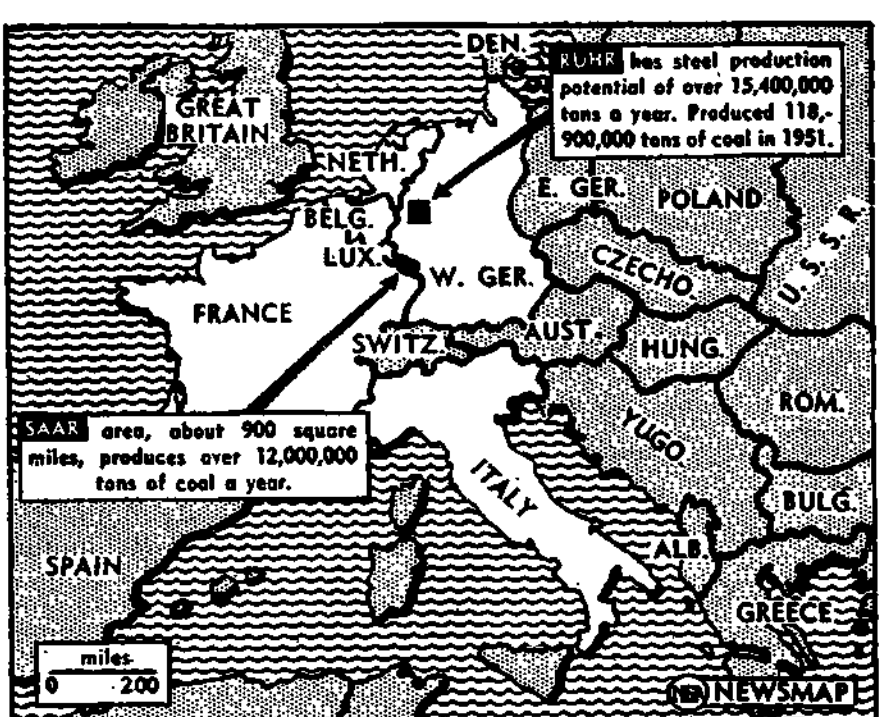 DEN.
RUHR has steel production
potential of over 15,400,000
tons a year. Produced 118,-
900,000 tons of coal in 1951.
GREAT
BRITAIN
NETH.
E. GER.
POLAND
U. S. S. R.
BELG.
LUX.
W. GER.
CZECHO.
FRANCE
SWITZ.
AUST.
HUNG.
ROM.
SAAR area, about 900 square
miles, produces over 12,000,000
tons of coal a year.
YUGO.
ITALY
BULG.
SPAIN
ALB.
GREECE
miles
0 200
NEA NEWSMAP